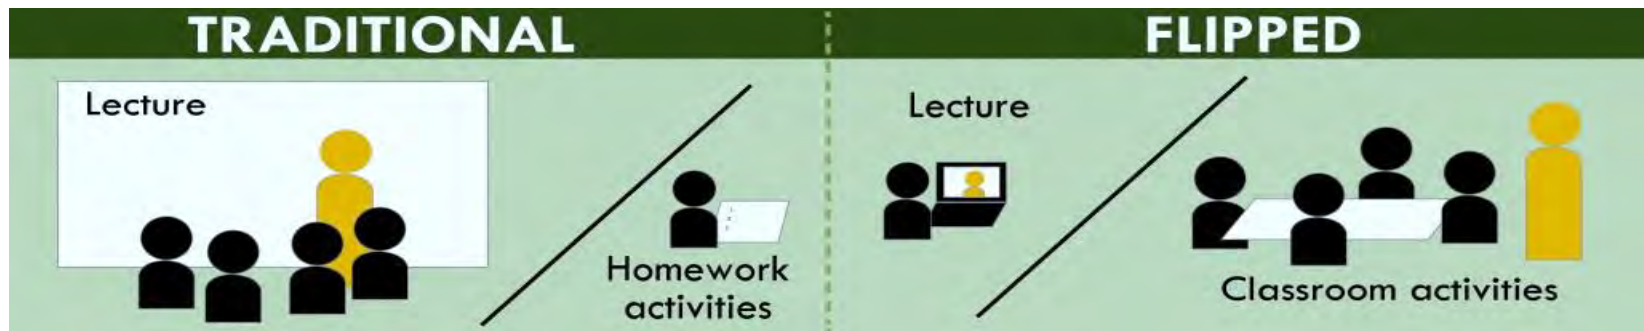 TRADITIONAL
Lecture
Homework
activities
FLIPPED
Lecture
Classroom activities